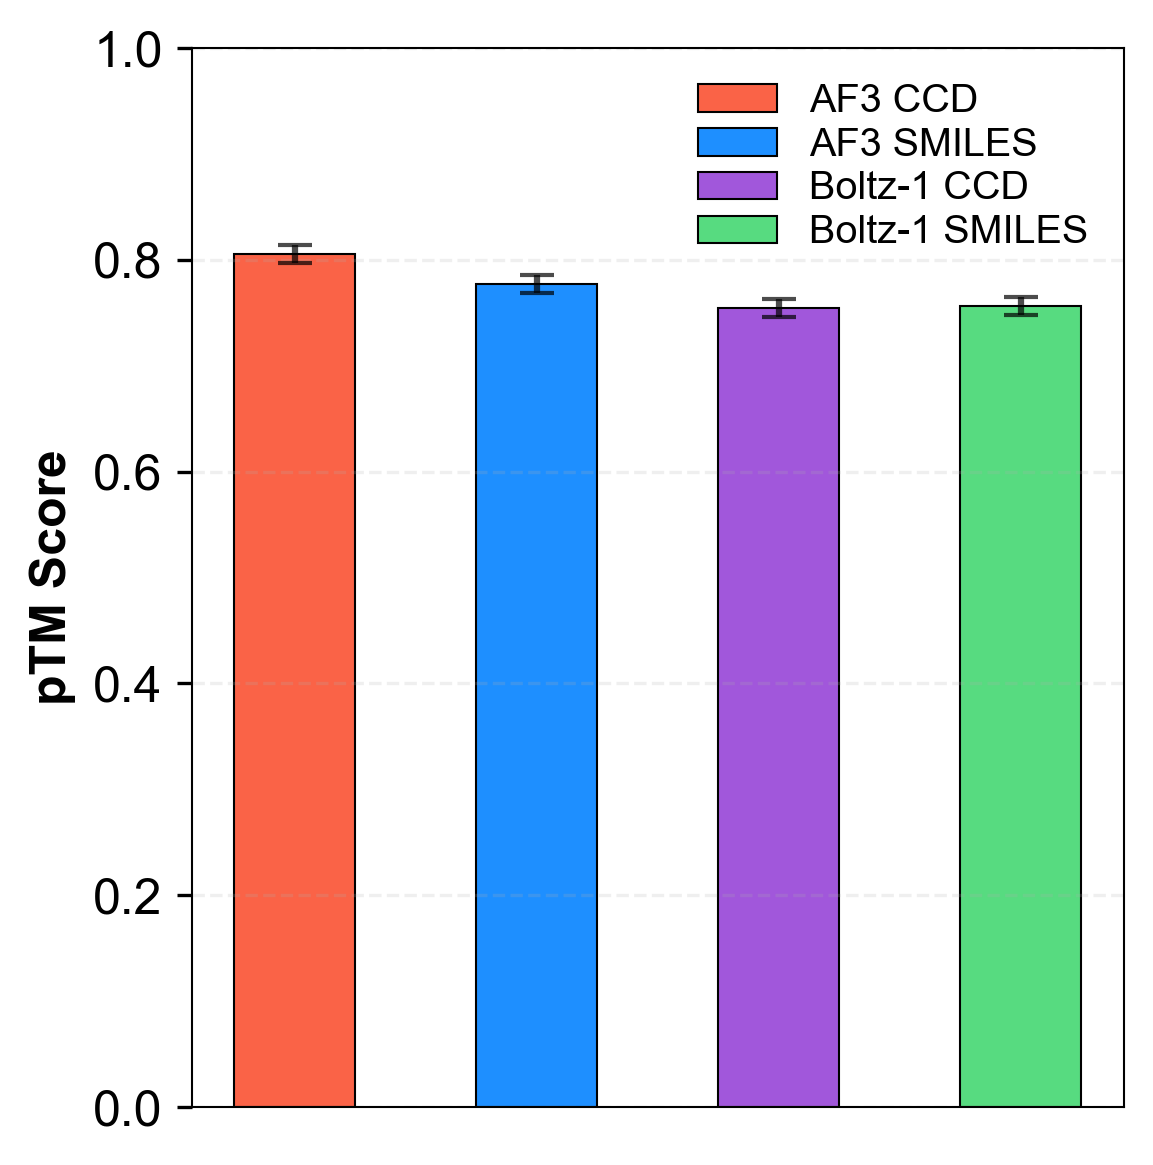 pTM Score
1.0
0.8
0.6
0.4
0.2
0.0
AF3 CCD
AF3 SMILES
Boltz-1 CCD
Boltz-1 SMILES